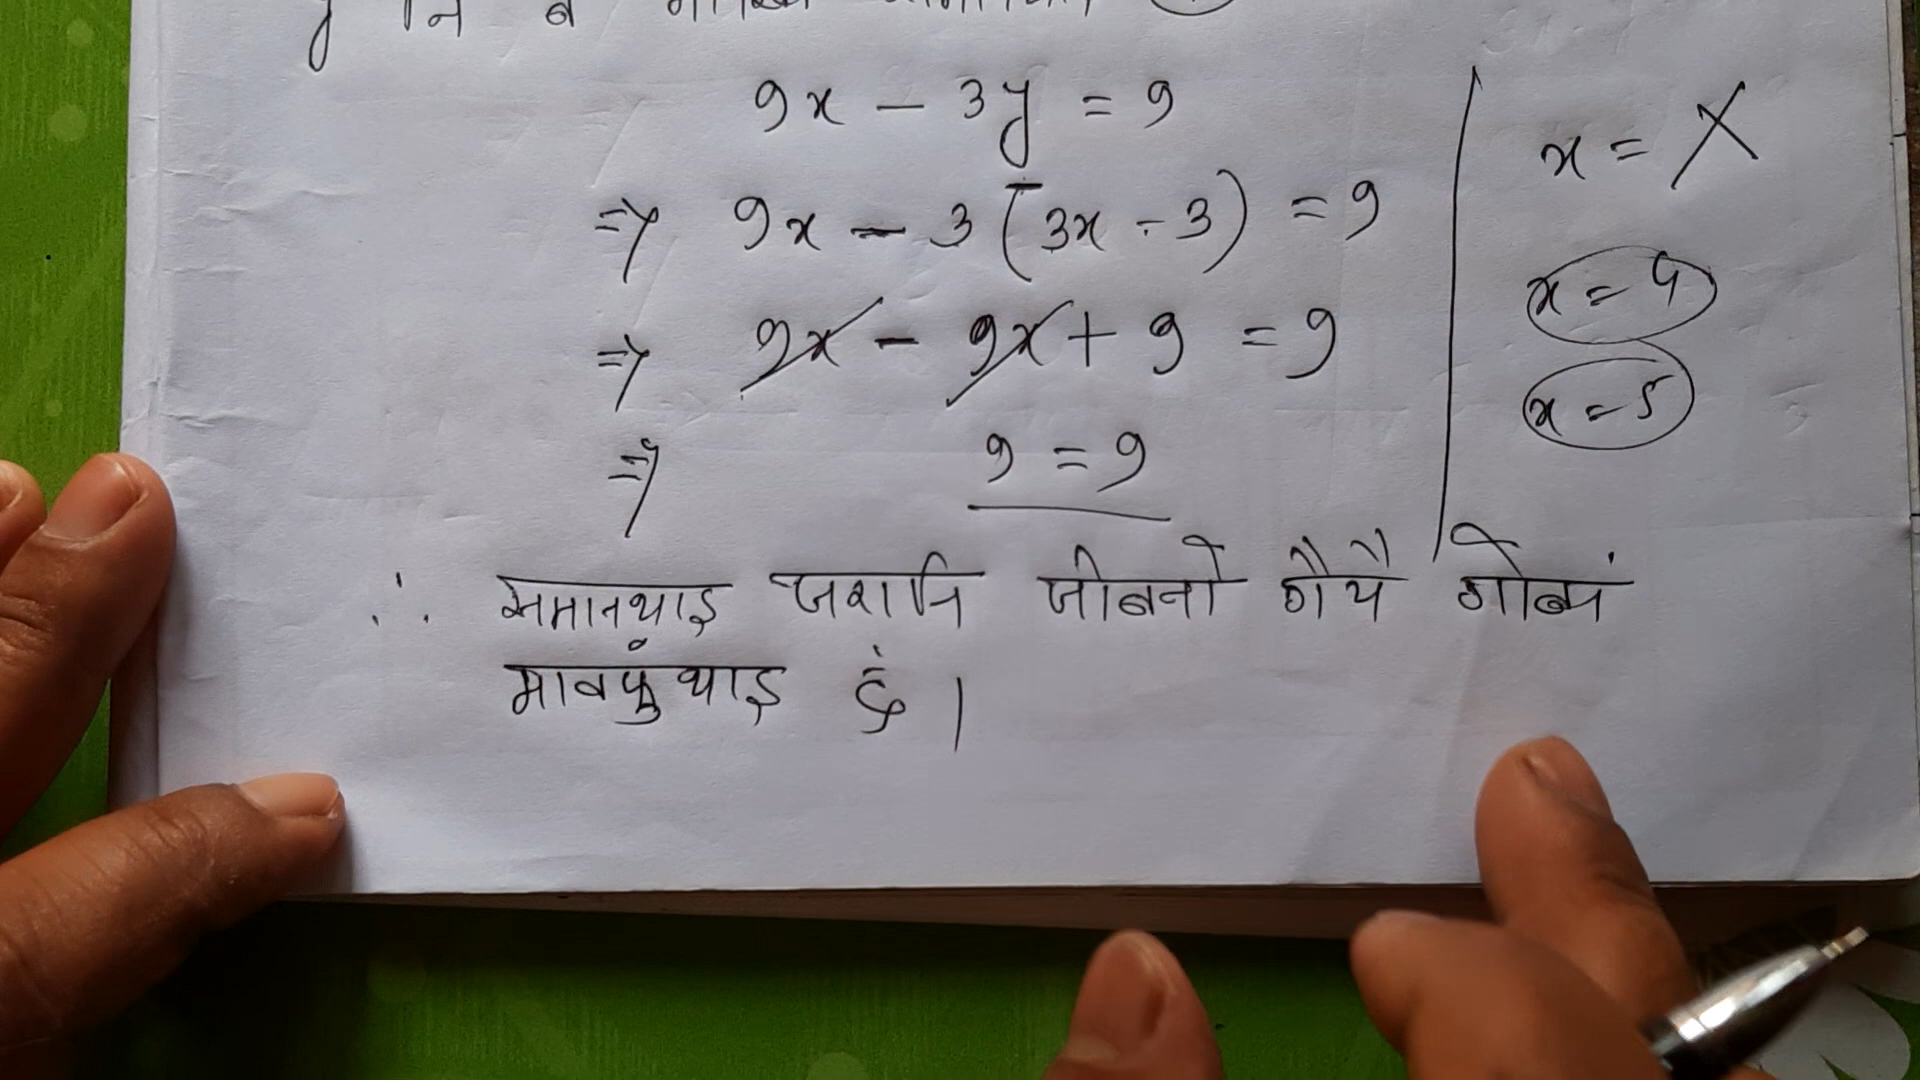 y नि ब
9x - 3y = 9
=> 9x - 3(3x - 3) = 9
=> 9x - 9x + 9 = 9
=> 9 = 9
∴ समानथाइ जरानि जीबनो गैयै गोब्यं
मावफुंथाइ दं।
x = X
x = 4
x = 5